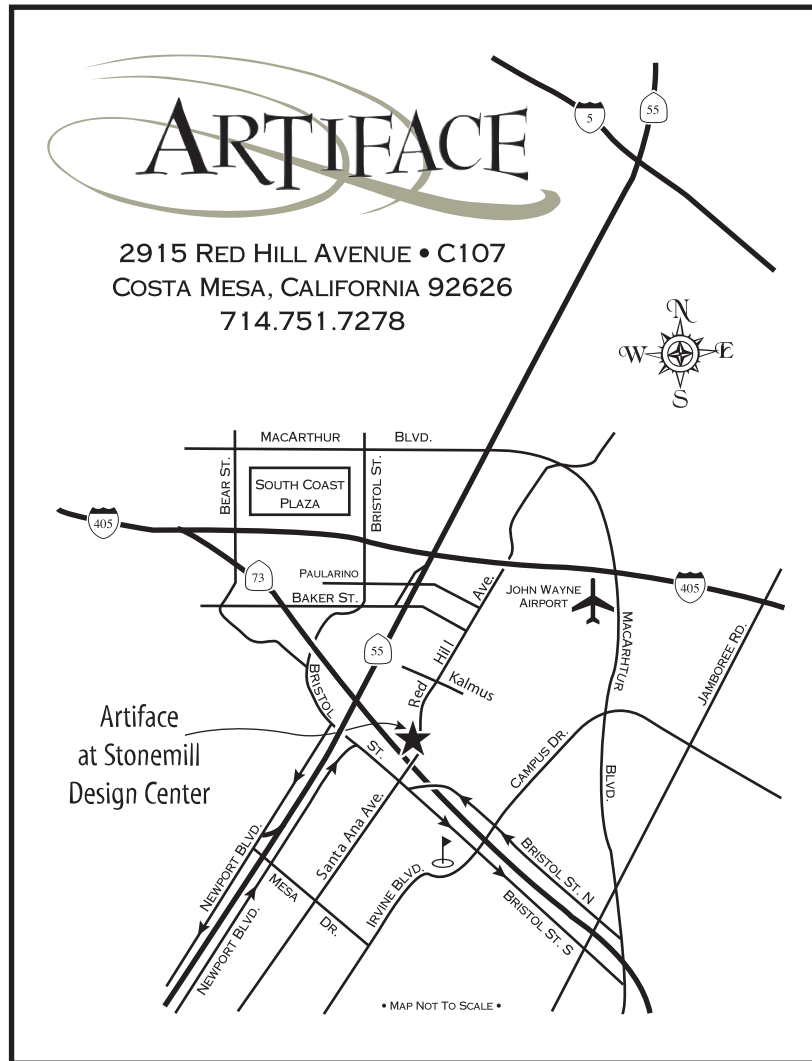 ARTIFACE
2915 RED HILL AVENUE • C107
COSTA MESA, CALIFORNIA 92626
714.751.7278
5
55
N
W
E
S
MACARTHUR BLVD.
BEAR ST.
SOUTH COAST
PLAZA
BRISTOL ST.
405
73
PAULARINO
BAKER ST.
Red Hill Ave.
JOHN WAYNE
AIRPORT
405
MACARHTUR BLVD.
JAMBOREE RD.
55
Kalmus
BRISTOL ST.
Artiface
at Stonemill
Design Center
CAMPUS DR.
NEWPORT BLVD.
Santa Ana Ave.
MESA DR.
IRVINE BLVD.
BRISTOL ST. N
BRISTOL ST. S
NEWPORT BLVD.
• MAP NOT TO SCALE •